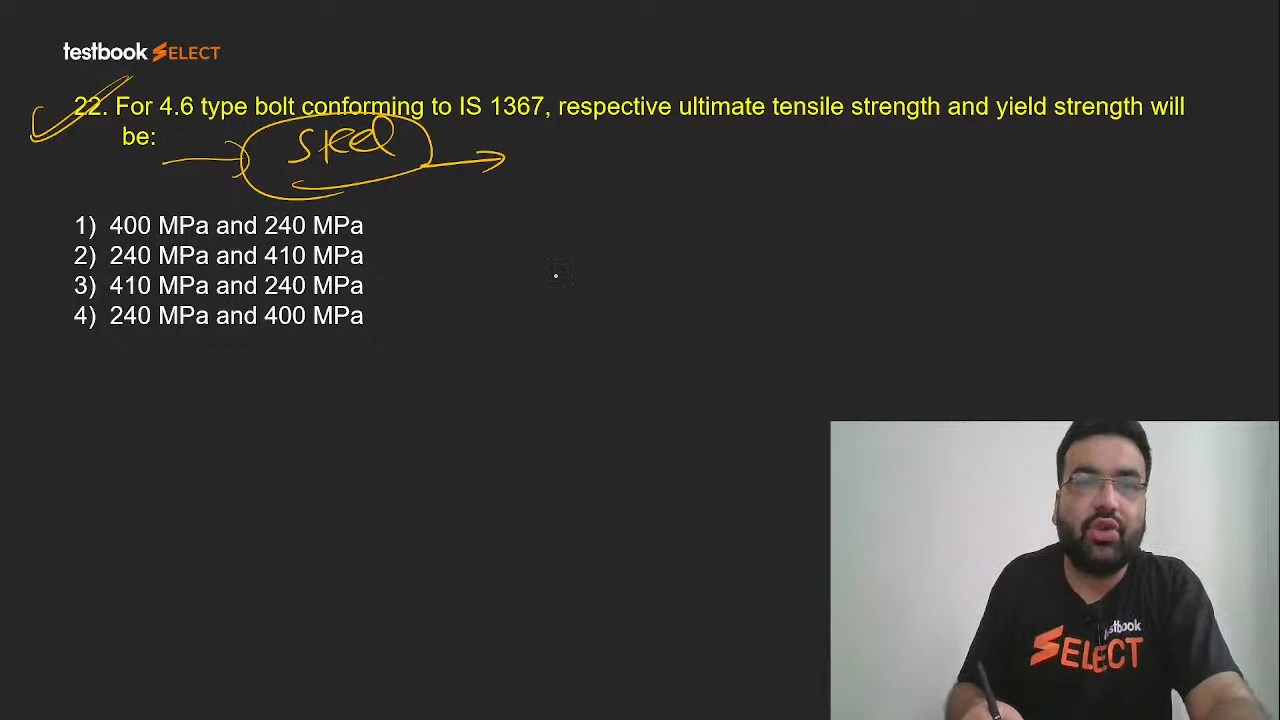 testbook SELECT
22. For 4.6 type bolt conforming to IS 1367, respective ultimate tensile strength and yield strength will
be:
Steel
1) 400 MPa and 240 MPa
2) 240 MPa and 410 MPa
3) 410 MPa and 240 MPa
4) 240 MPa and 400 MPa
testbook
SELECT